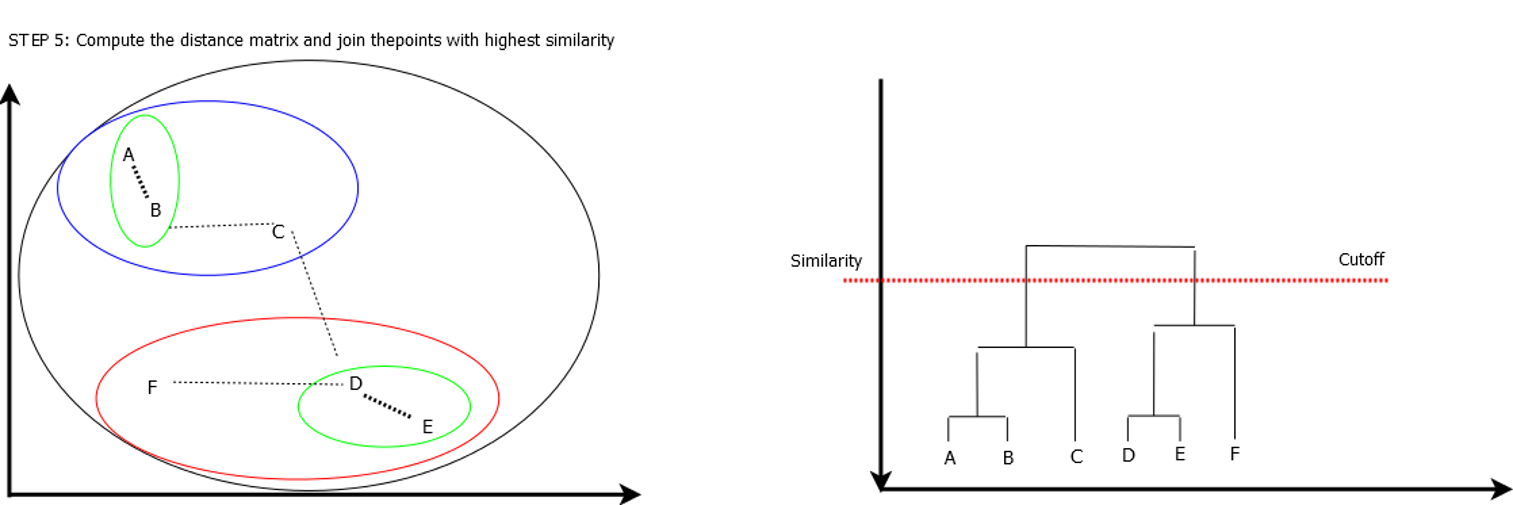 STEP 5: Compute the distance matrix and join thepoints with highest similarity
A
B
C
F
D
E
Similarity
Cutoff
A B C D E F